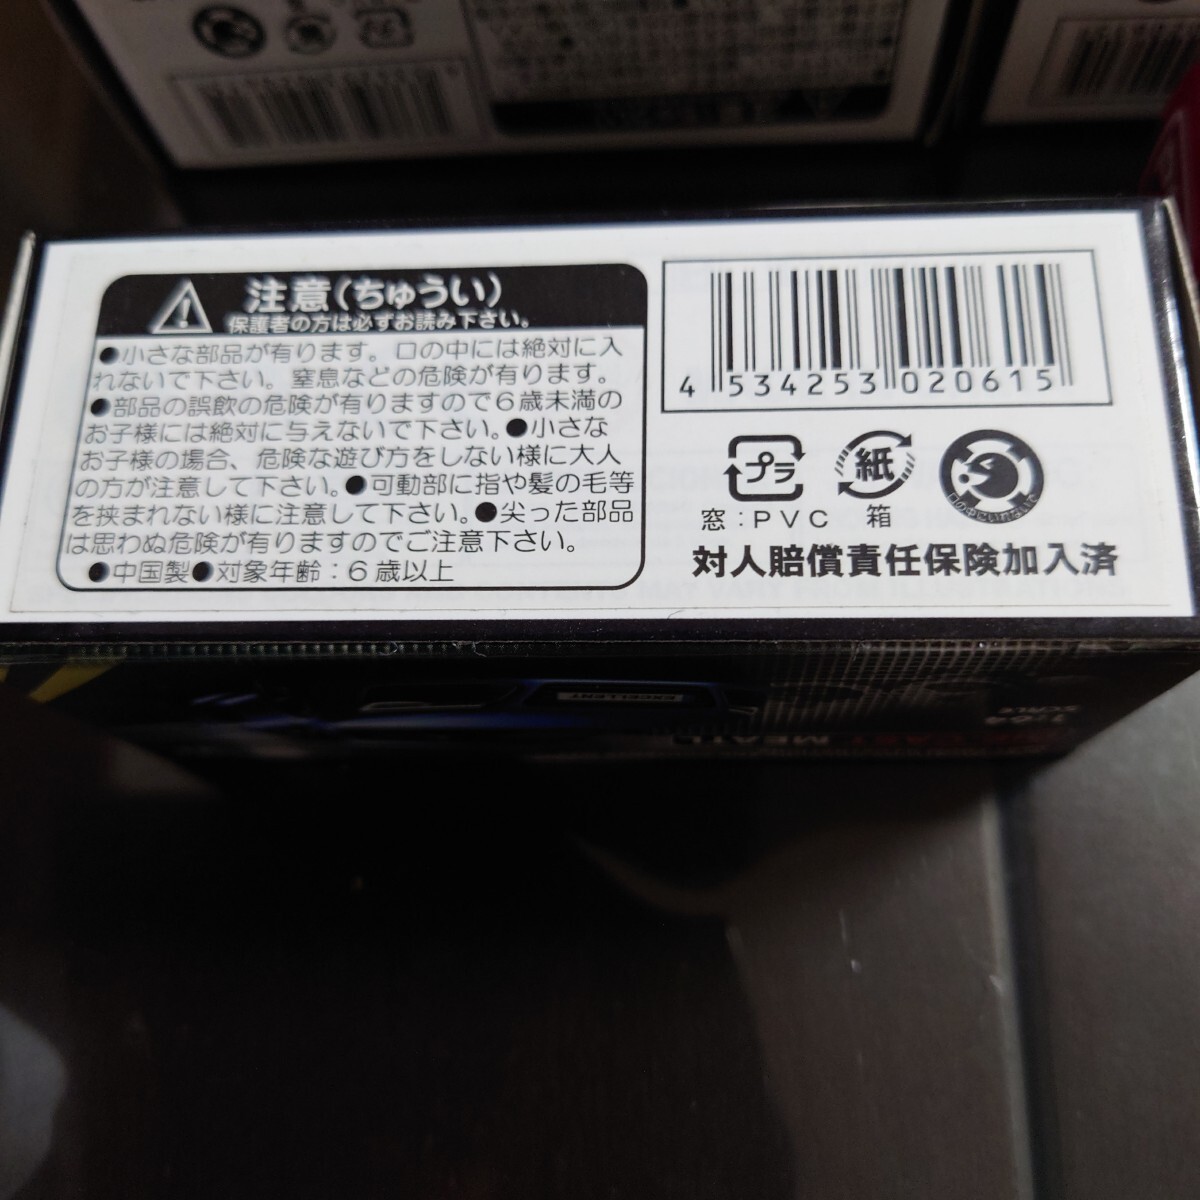 注意(ちゅうい)
保護者の方は必ずお読み下さい。
●小さな部品が有ります。口の中には絶対に入
れないで下さい。窒息などの危険が有ります。
●部品の誤飲の危険が有りますので6歳未満の
お子様には絶対に与えないで下さい。●小さな
お子様の場合、危険な遊び方をしない様に大人
の方が注意して下さい。●可動部に指や髪の毛等
を挟まれない様に注意して下さい。●尖った部品
は思わぬ危険が有りますのでご注意下さい。
●中国製●対象年齢:6歳以上
4 534253 020615
プラ
紙
窓:PVC 箱
対人賠償責任保険加入済
EXCELLENT
1:64
SCALE